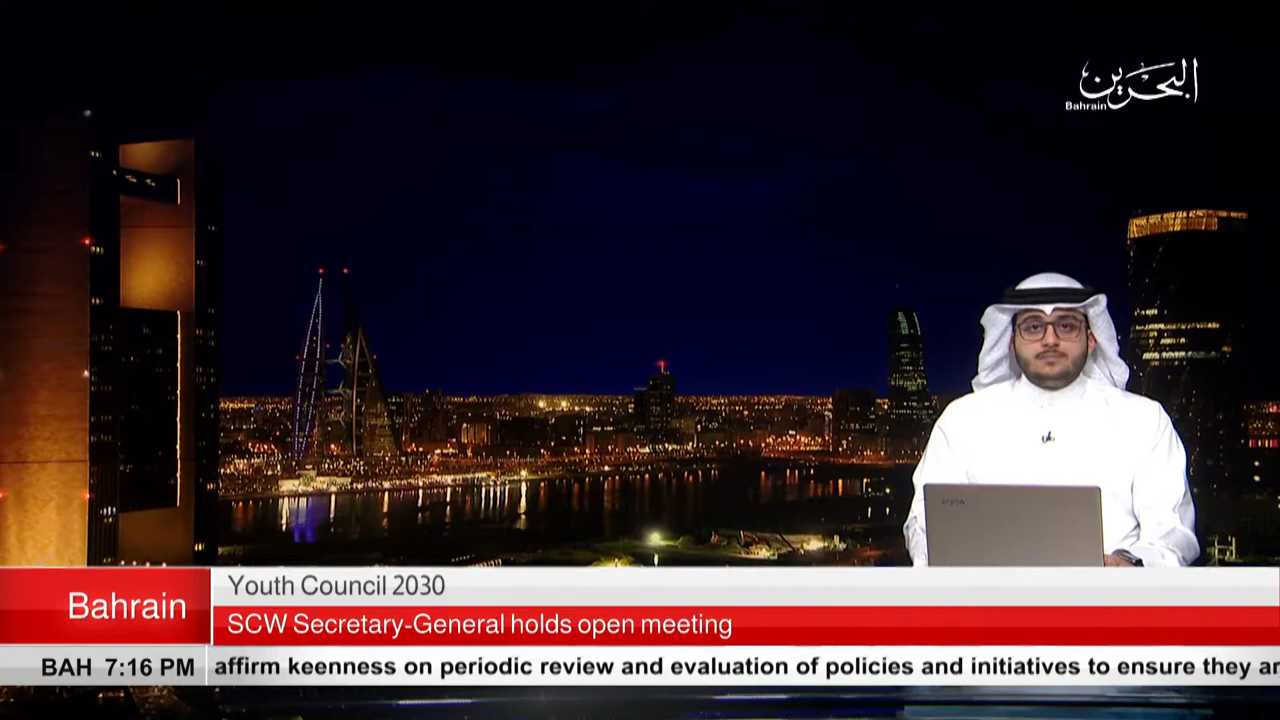 البحرين
Bahrain
Youth Council 2030
Bahrain
SCW Secretary-General holds open meeting
BAH 7:16 PM
affirm keenness on periodic review and evaluation of policies and initiatives to ensure they ar